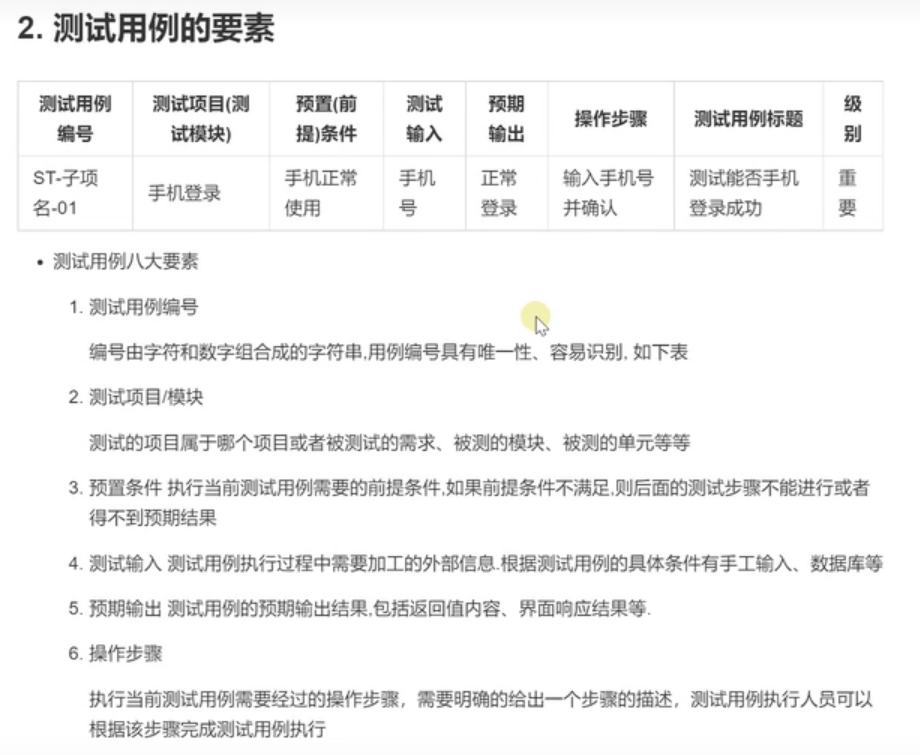 2. 测试用例的要素
测试用例编号 测试项目(测试模块) 预置(前提)条件 测试输入 预期输出 操作步骤 测试用例标题 级别
ST-子项名-01 手机登录 手机正常使用 手机号 正常登录 输入手机号并确认 测试能否手机登录成功 重要
• 测试用例八大要素
1. 测试用例编号
编号由字符和数字组合成的字符串,用例编号具有唯一性、容易识别, 如下表
2. 测试项目/模块
测试的项目属于哪个项目或者被测试的需求、被测的模块、被测的单元等等
3. 预置条件 执行当前测试用例需要的前提条件,如果前提条件不满足,则后面的测试步骤不能进行或者
得不到预期结果
4. 测试输入 测试用例执行过程中需要加工的外部信息.根据测试用例的具体条件有手工输入、数据库等
5. 预期输出 测试用例的预期输出结果,包括返回值内容、界面响应结果等.
6. 操作步骤
执行当前测试用例需要经过的操作步骤，需要明确的给出一个步骤的描述，测试用例执行人员可以
根据该步骤完成测试用例执行